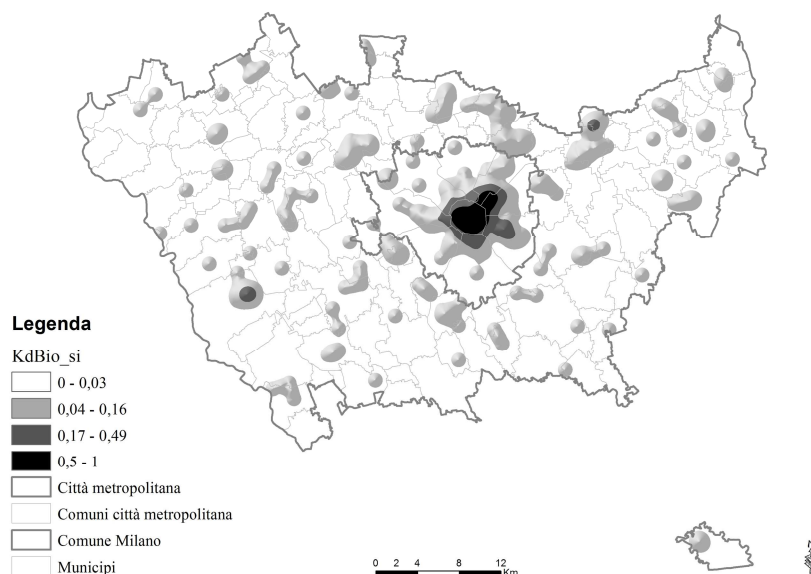 Legenda
KdBio_si
0 - 0,03
0,04 - 0,16
0,17 - 0,49
0,5 - 1
Città metropolitana
Comuni città metropolitana
Comune Milano
Municipi
0 2 4 8 12
Km